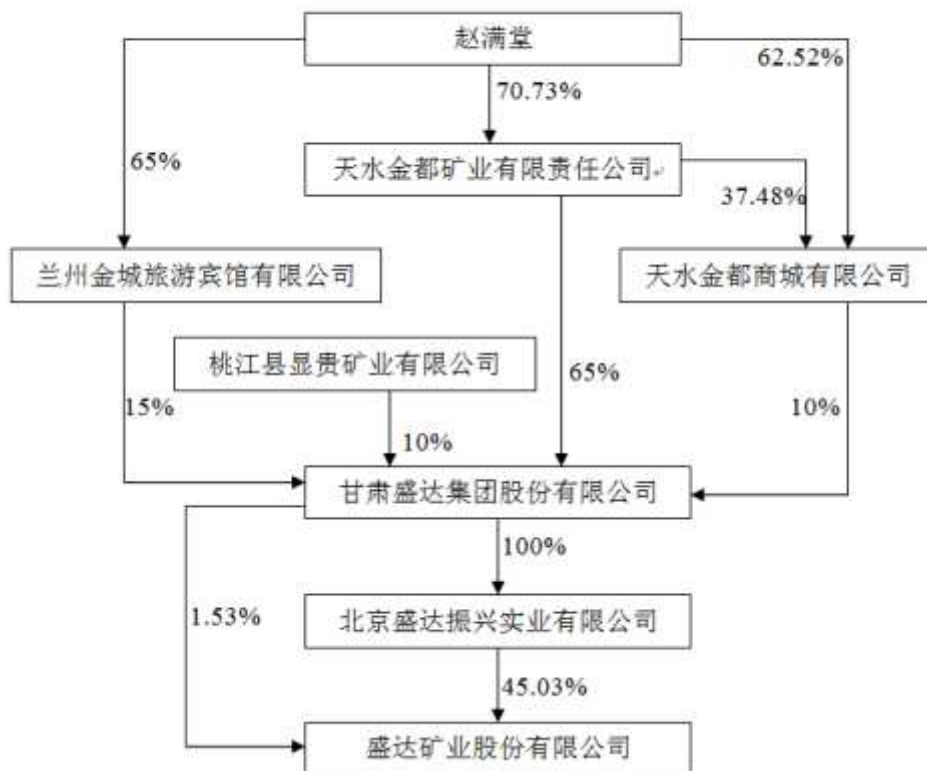 赵满堂
62.52%
70.73%
65%
天水金都矿业有限责任公司
37.48%
兰州金城旅游宾馆有限公司
天水金都商城有限公司
桃江县显贵矿业有限公司
65%
15%
10%
10%
甘肃盛达集团股份有限公司
100%
1.53%
北京盛达振兴实业有限公司
45.03%
盛达矿业股份有限公司